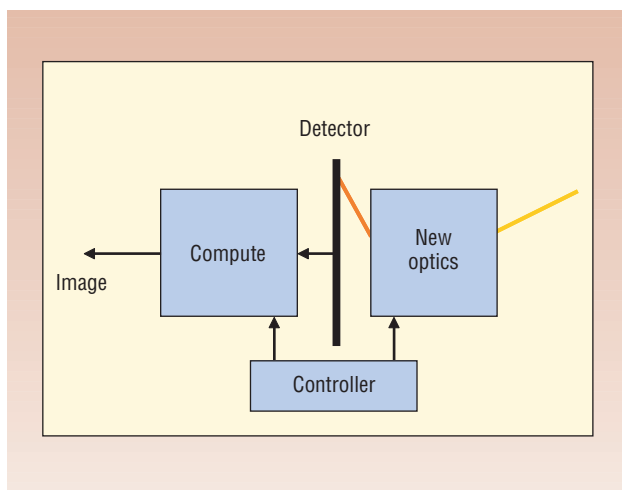 Detector
Compute
New
optics
Image
Controller